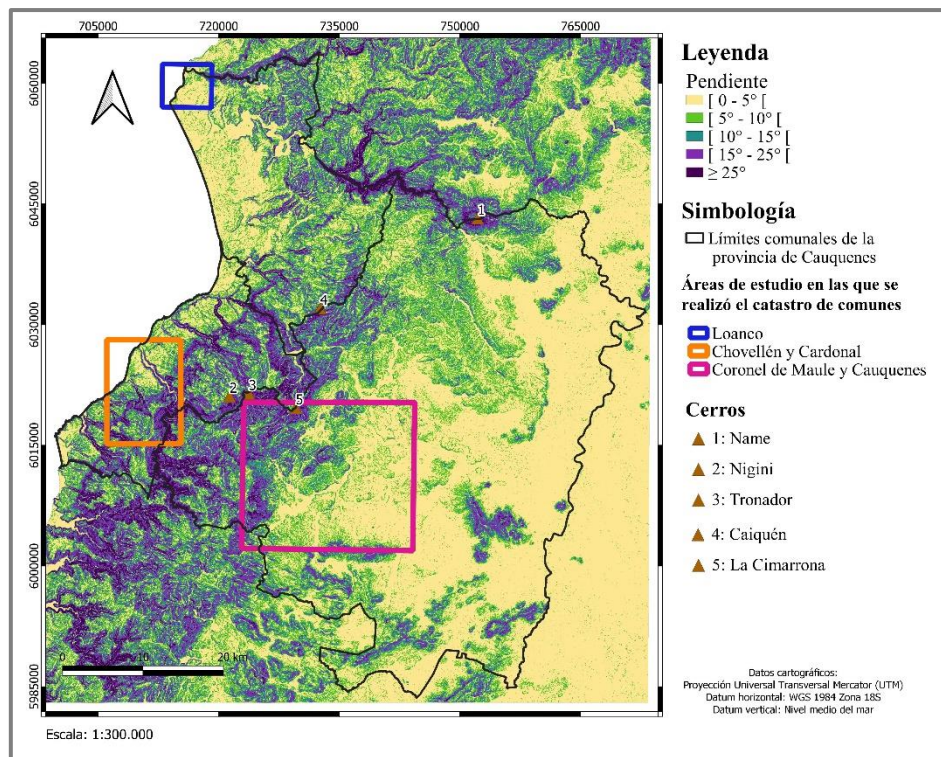 705000 720000 735000 750000 765000
6060000
6045000
6030000
6015000
6000000
5985000
1
4
2 3
5
0 10 20 km
Escala: 1:300.000
Leyenda
Pendiente
[ 0 - 5° [
[ 5° - 10° [
[ 10° - 15° [
[ 15° - 25° [
≥ 25°
Simbología
Límites comunales de la
provincia de Cauquenes
Áreas de estudio en las que se
realizó el catastro de comunes
Loanco
Chovellén y Cardonal
Coronel de Maule y Cauquenes
Cerros
1: Name
2: Nigini
3: Tronador
4: Caiquén
5: La Cimarrona
Datos cartográficos:
Proyección Universal Transversal Mercator (UTM)
Datum horizontal: WGS 1984 Zona 18S
Datum vertical: Nivel medio del mar